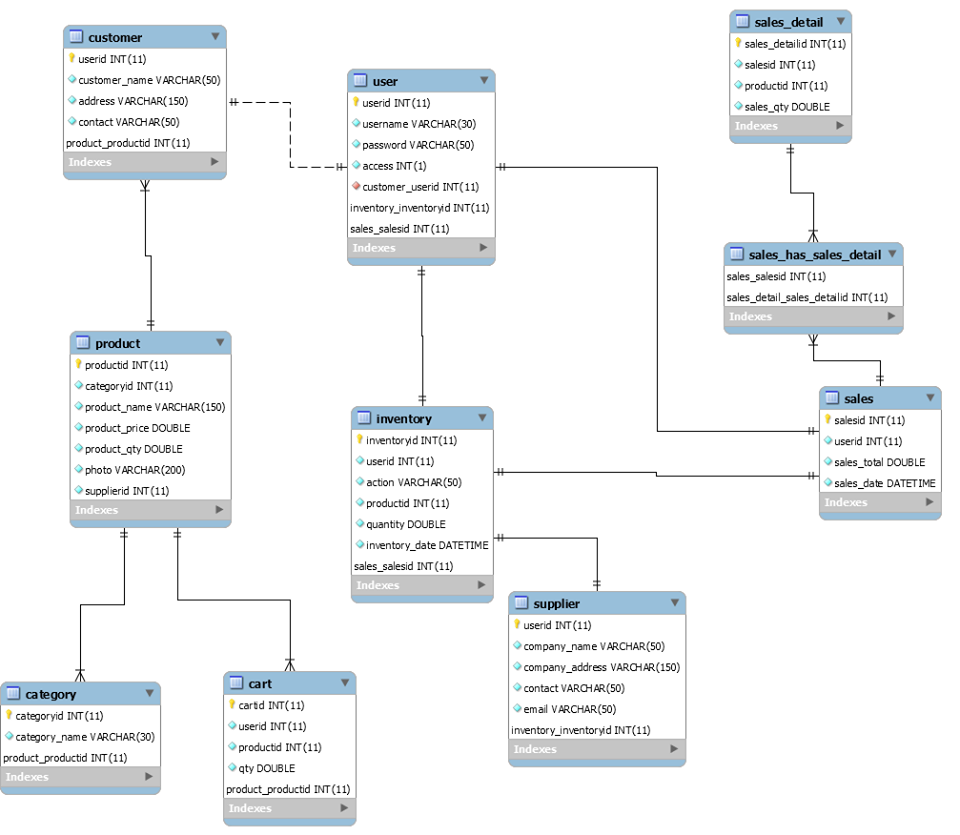 customer
userid INT(11)
customer_name VARCHAR(50)
address VARCHAR(150)
contact VARCHAR(50)
product_productid INT(11)
Indexes
user
userid INT(11)
username VARCHAR(30)
password VARCHAR(50)
access INT(1)
customer_userid INT(11)
inventory_inventoryid INT(11)
sales_salesid INT(11)
Indexes
sales_detail
sales_detailid INT(11)
salesid INT(11)
productid INT(11)
sales_qty DOUBLE
Indexes
sales_has_sales_detail
sales_salesid INT(11)
sales_detail_sales_detailid INT(11)
Indexes
product
productid INT(11)
categoryid INT(11)
product_name VARCHAR(150)
product_price DOUBLE
product_qty DOUBLE
photo VARCHAR(200)
supplierid INT(11)
Indexes
inventory
inventoryid INT(11)
userid INT(11)
action VARCHAR(50)
productid INT(11)
quantity DOUBLE
inventory_date DATETIME
sales_salesid INT(11)
Indexes
sales
salesid INT(11)
userid INT(11)
sales_total DOUBLE
sales_date DATETIME
Indexes
supplier
userid INT(11)
company_name VARCHAR(50)
company_address VARCHAR(150)
contact VARCHAR(50)
email VARCHAR(50)
inventory_inventoryid INT(11)
Indexes
category
categoryid INT(11)
category_name VARCHAR(30)
product_productid INT(11)
Indexes
cart
cartid INT(11)
userid INT(11)
productid INT(11)
qty DOUBLE
product_productid INT(11)
Indexes